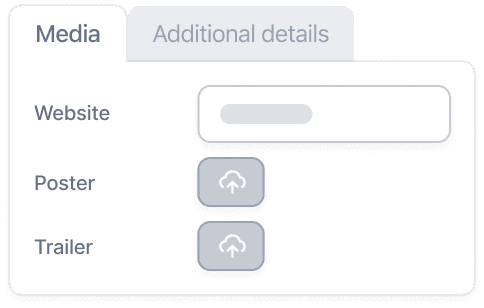 Media
Additional details
Website
Poster
Trailer